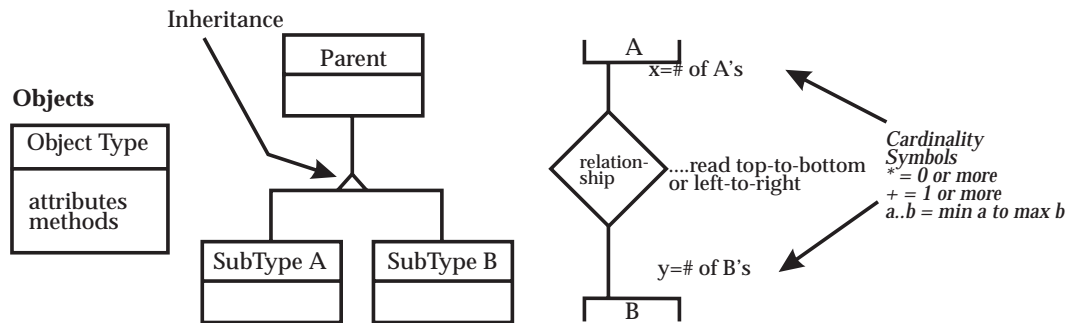 Inheritance
Parent
Objects
Object Type
attributes
methods
SubType A
SubType B
A
x=# of A's
relation-
ship
....read top-to-bottom
or left-to-right
y=# of B's
B
Cardinality
Symbols
* = 0 or more
+ = 1 or more
a..b = min a to max b